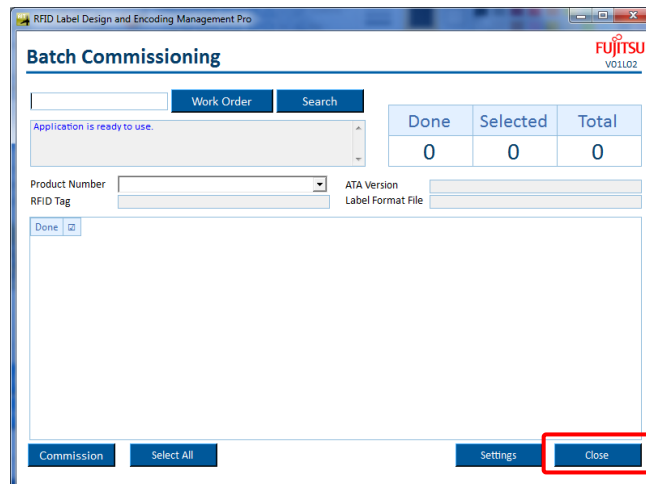 RFID Label Design and Encoding Management Pro
Batch Commissioning
FUJITSU
V01L02
Work Order Search
Application is ready to use.
Done Selected Total
0 0 0
Product Number ATA Version
RFID Tag Label Format File
Done
Commission Select All Settings Close